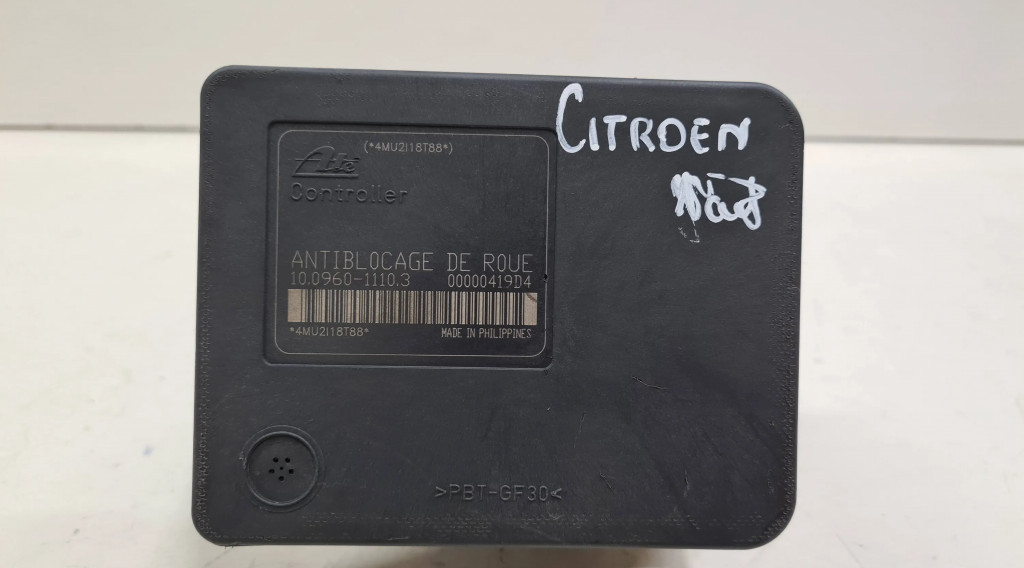 CITROEN
(*4MU2I18T88*)
Ate
Controller
ANTIBLOCAGE DE ROUE
10.0960-1110.3 00000419D4
*4MU2I18T88* MADE IN PHILIPPINES
>PBT-GF30<